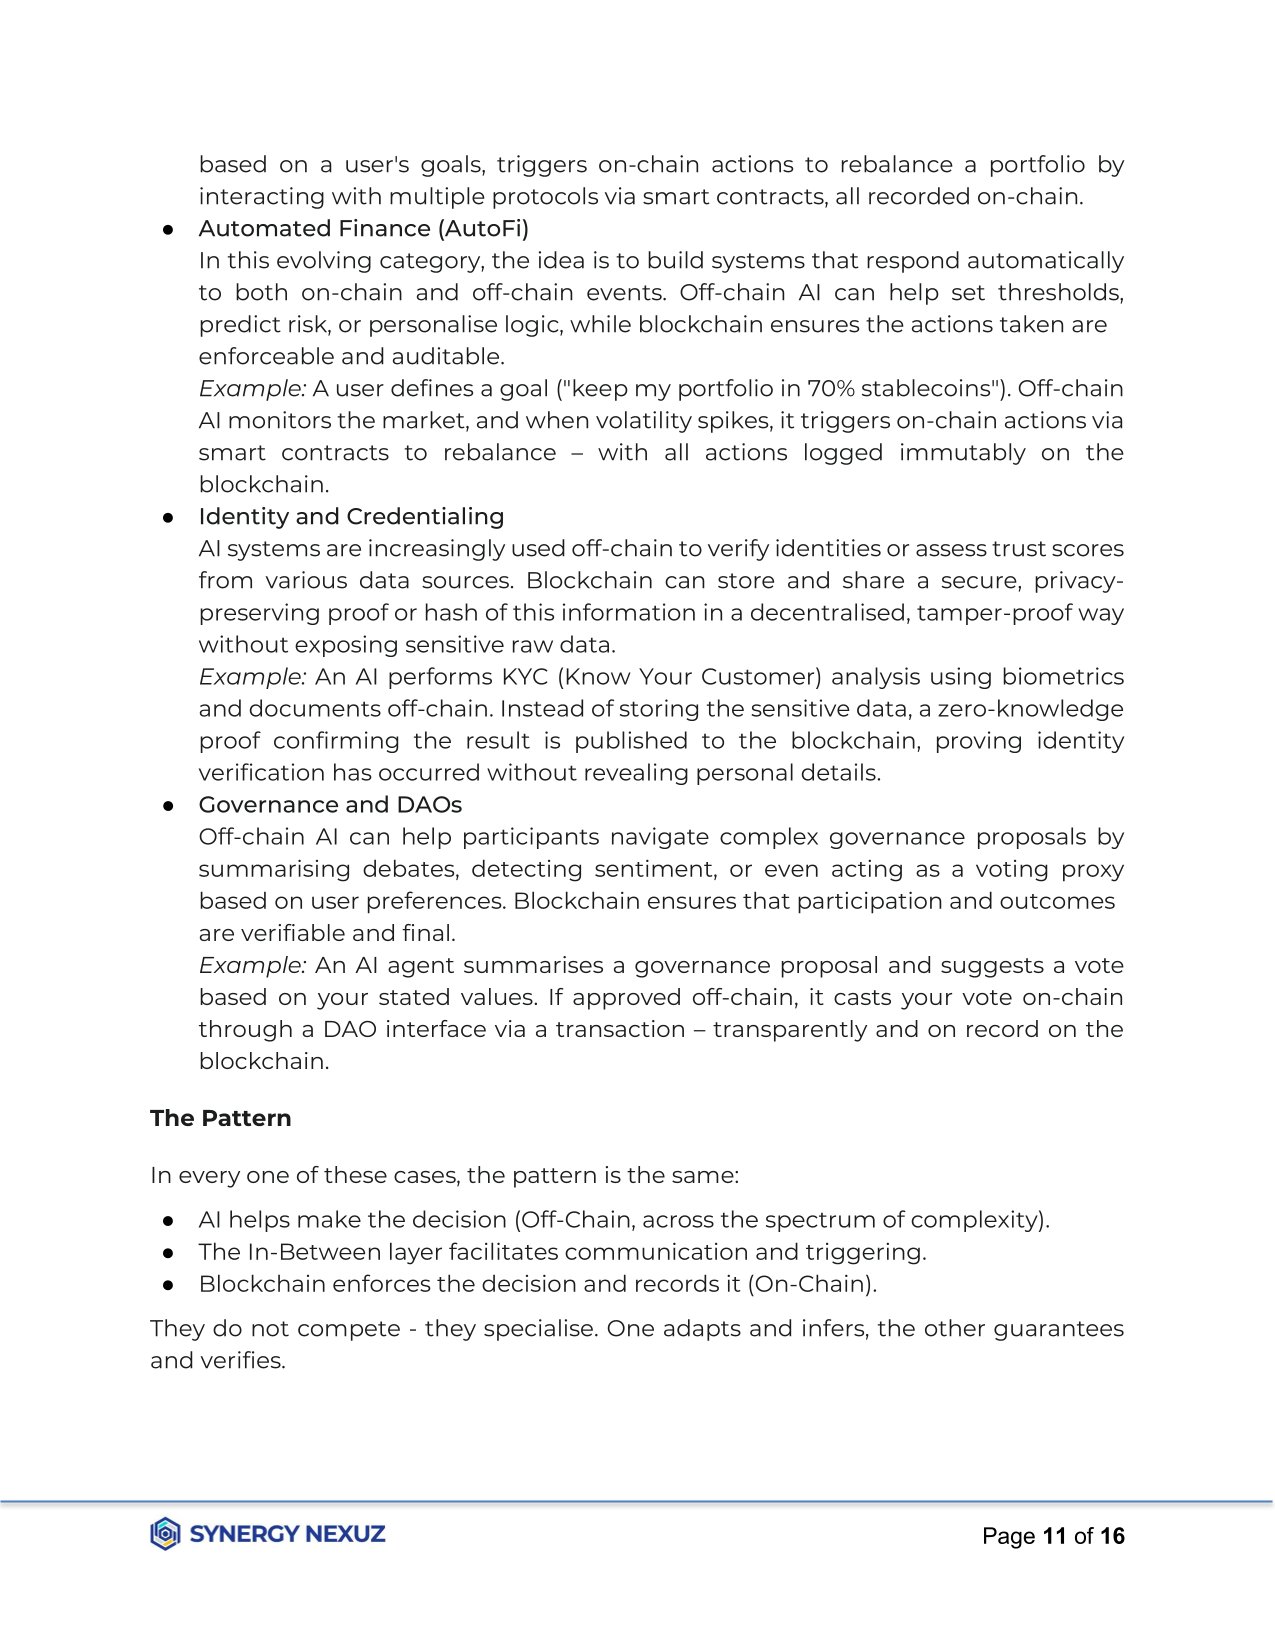 based on a user's goals, triggers on-chain actions to rebalance a portfolio by
interacting with multiple protocols via smart contracts, all recorded on-chain.
● Automated Finance (AutoFi)
In this evolving category, the idea is to build systems that respond automatically
to both on-chain and off-chain events. Off-chain AI can help set thresholds,
predict risk, or personalise logic, while blockchain ensures the actions taken are
enforceable and auditable.
Example: A user defines a goal ("keep my portfolio in 70% stablecoins"). Off-chain
AI monitors the market, and when volatility spikes, it triggers on-chain actions via
smart contracts to rebalance – with all actions logged immutably on the
blockchain.
● Identity and Credentialing
AI systems are increasingly used off-chain to verify identities or assess trust scores
from various data sources. Blockchain can store and share a secure, privacy-
preserving proof or hash of this information in a decentralised, tamper-proof way
without exposing sensitive raw data.
Example: An AI performs KYC (Know Your Customer) analysis using biometrics
and documents off-chain. Instead of storing the sensitive data, a zero-knowledge
proof confirming the result is published to the blockchain, proving identity
verification has occurred without revealing personal details.
● Governance and DAOs
Off-chain AI can help participants navigate complex governance proposals by
summarising debates, detecting sentiment, or even acting as a voting proxy
based on user preferences. Blockchain ensures that participation and outcomes
are verifiable and final.
Example: An AI agent summarises a governance proposal and suggests a vote
based on your stated values. If approved off-chain, it casts your vote on-chain
through a DAO interface via a transaction – transparently and on record on the
blockchain.
The Pattern
In every one of these cases, the pattern is the same:
● AI helps make the decision (Off-Chain, across the spectrum of complexity).
● The In-Between layer facilitates communication and triggering.
● Blockchain enforces the decision and records it (On-Chain).
They do not compete - they specialise. One adapts and infers, the other guarantees
and verifies.
SYNERGY NEXUZ
Page 11 of 16